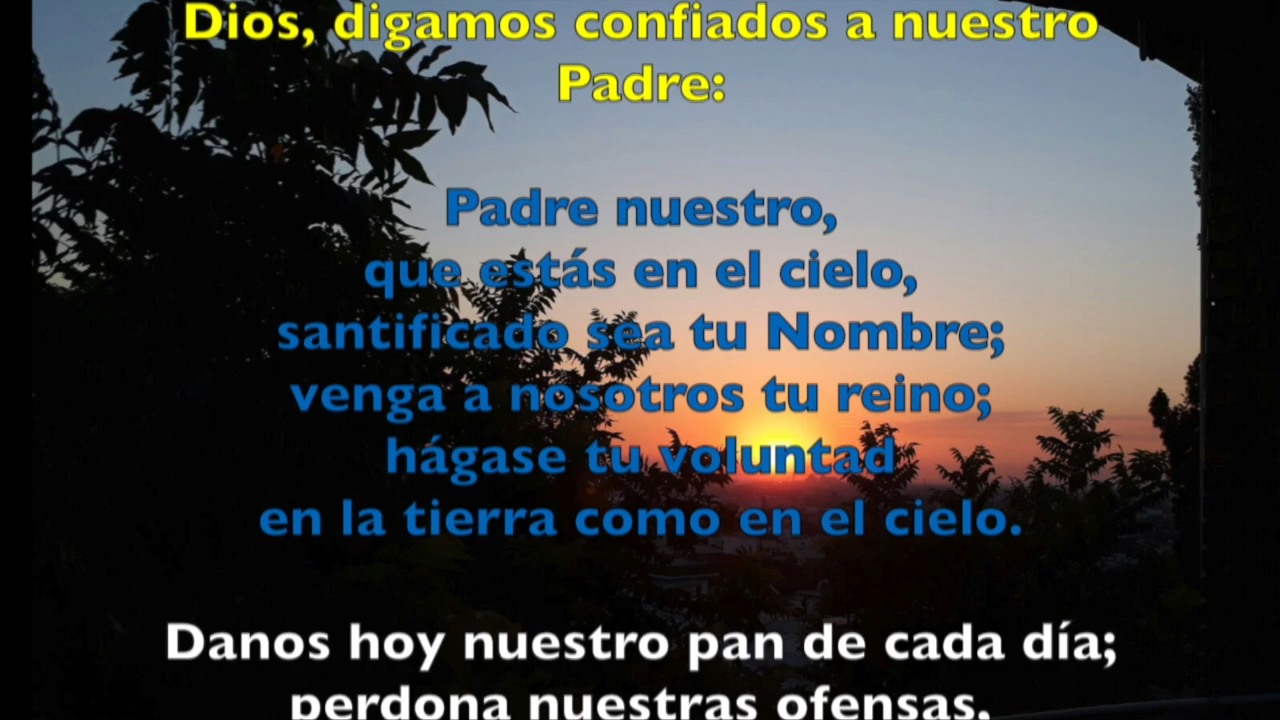 Dios, digamos confiados a nuestro
Padre:
Padre nuestro,
que estás en el cielo,
santificado sea tu Nombre;
venga a nosotros tu reino;
hágase tu voluntad
en la tierra como en el cielo.
Danos hoy nuestro pan de cada día;
perdona nuestras ofensas,